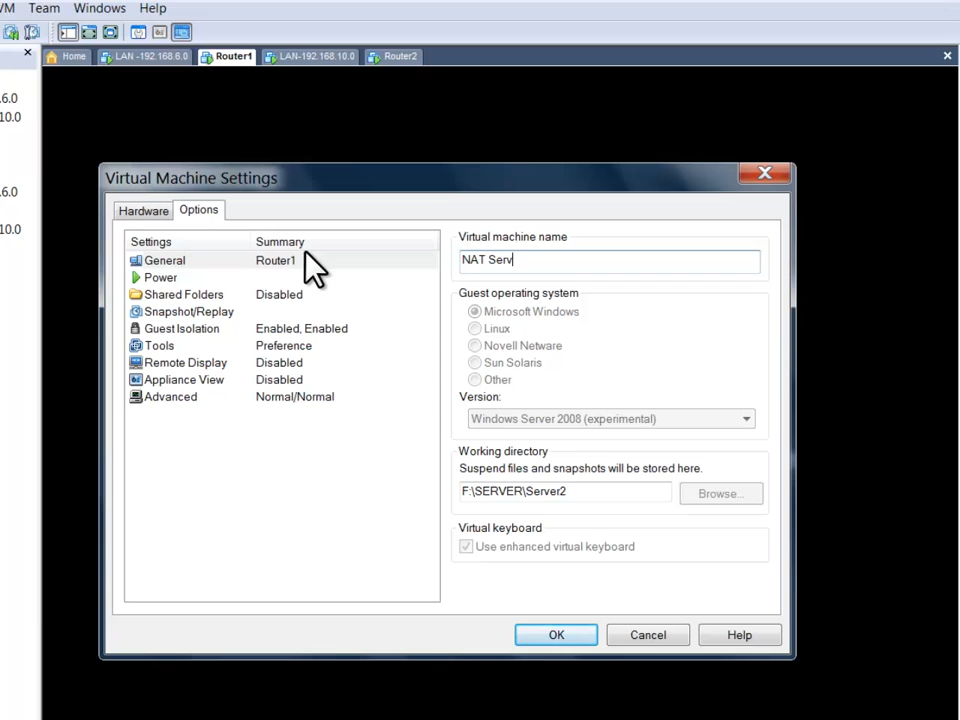 VM Team Windows Help
Home LAN -192.168.6.0 Router1 LAN-192.168.10.0 Router2
.6.0
10.0
.6.0
10.0
Virtual Machine Settings
Hardware Options
Settings Summary
General Router1
Power
Shared Folders Disabled
Snapshot/Replay
Guest Isolation Enabled, Enabled
Tools Preference
Remote Display Disabled
Appliance View Disabled
Advanced Normal/Normal
Virtual machine name
NAT Serv
Guest operating system
Microsoft Windows
Linux
Novell Netware
Sun Solaris
Other
Version:
Windows Server 2008 (experimental)
Working directory
Suspend files and snapshots will be stored here.
F:\SERVER\Server2 Browse...
Virtual keyboard
Use enhanced virtual keyboard
OK Cancel Help